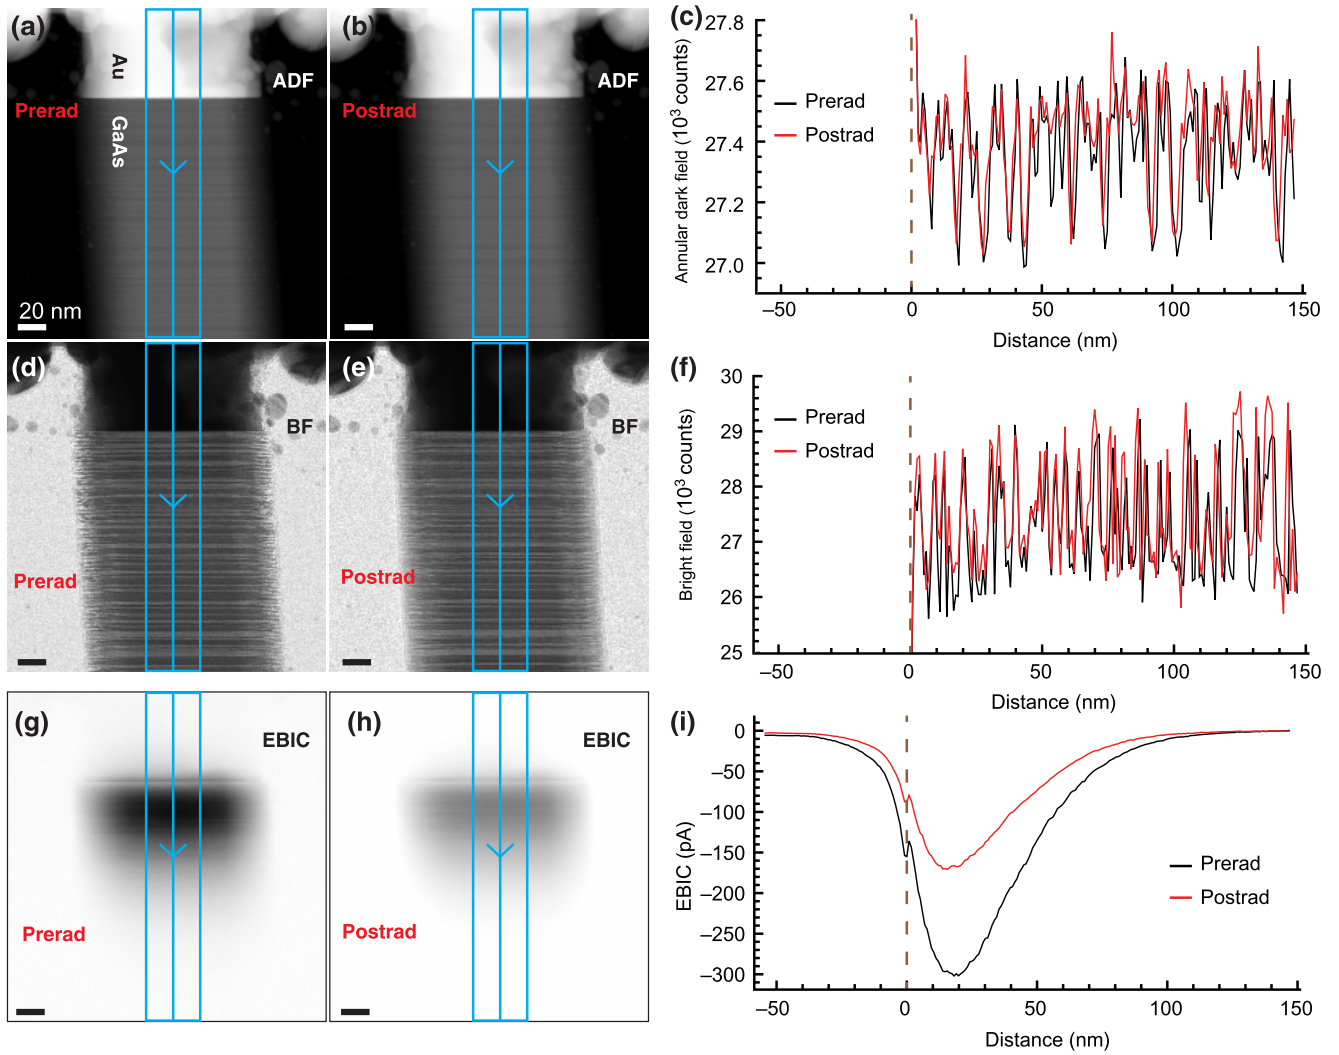 (a)
Au
GaAs
ADF
Prerad
20 nm
(b)
ADF
Postrad
(c)
27.8
27.6
27.4
27.2
27.0
Annular dark field (10³ counts)
Prerad
Postrad
–50
0
50
100
150
Distance (nm)
(d)
BF
Prerad
(e)
BF
Postrad
(f)
30
29
28
27
26
25
Bright field (10³ counts)
Prerad
Postrad
–50
0
50
100
150
Distance (nm)
(g)
EBIC
Prerad
(h)
EBIC
Postrad
(i)
0
–50
–100
–150
–200
–250
–300
EBIC (pA)
Prerad
Postrad
–50
0
50
100
150
Distance (nm)